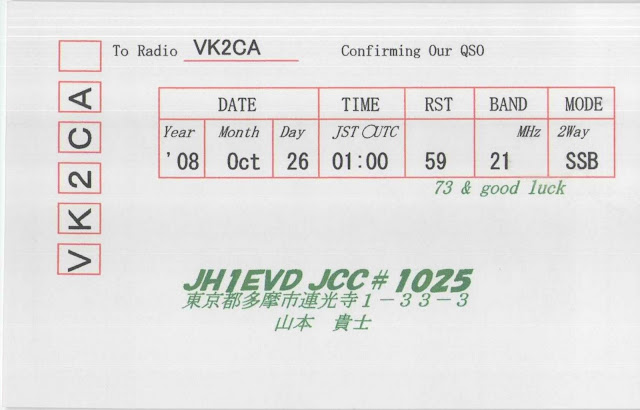 To Radio VK2CA Confirming Our QSO
DATE TIME RST BAND MODE
Year Month Day JST ○UTC MHz 2Way
'08 Oct 26 01:00 59 21 SSB
73 & good luck
VK2CA
JH1EVD JCC# 1025
東京都多摩市連光寺1-33-3
山本 貴士